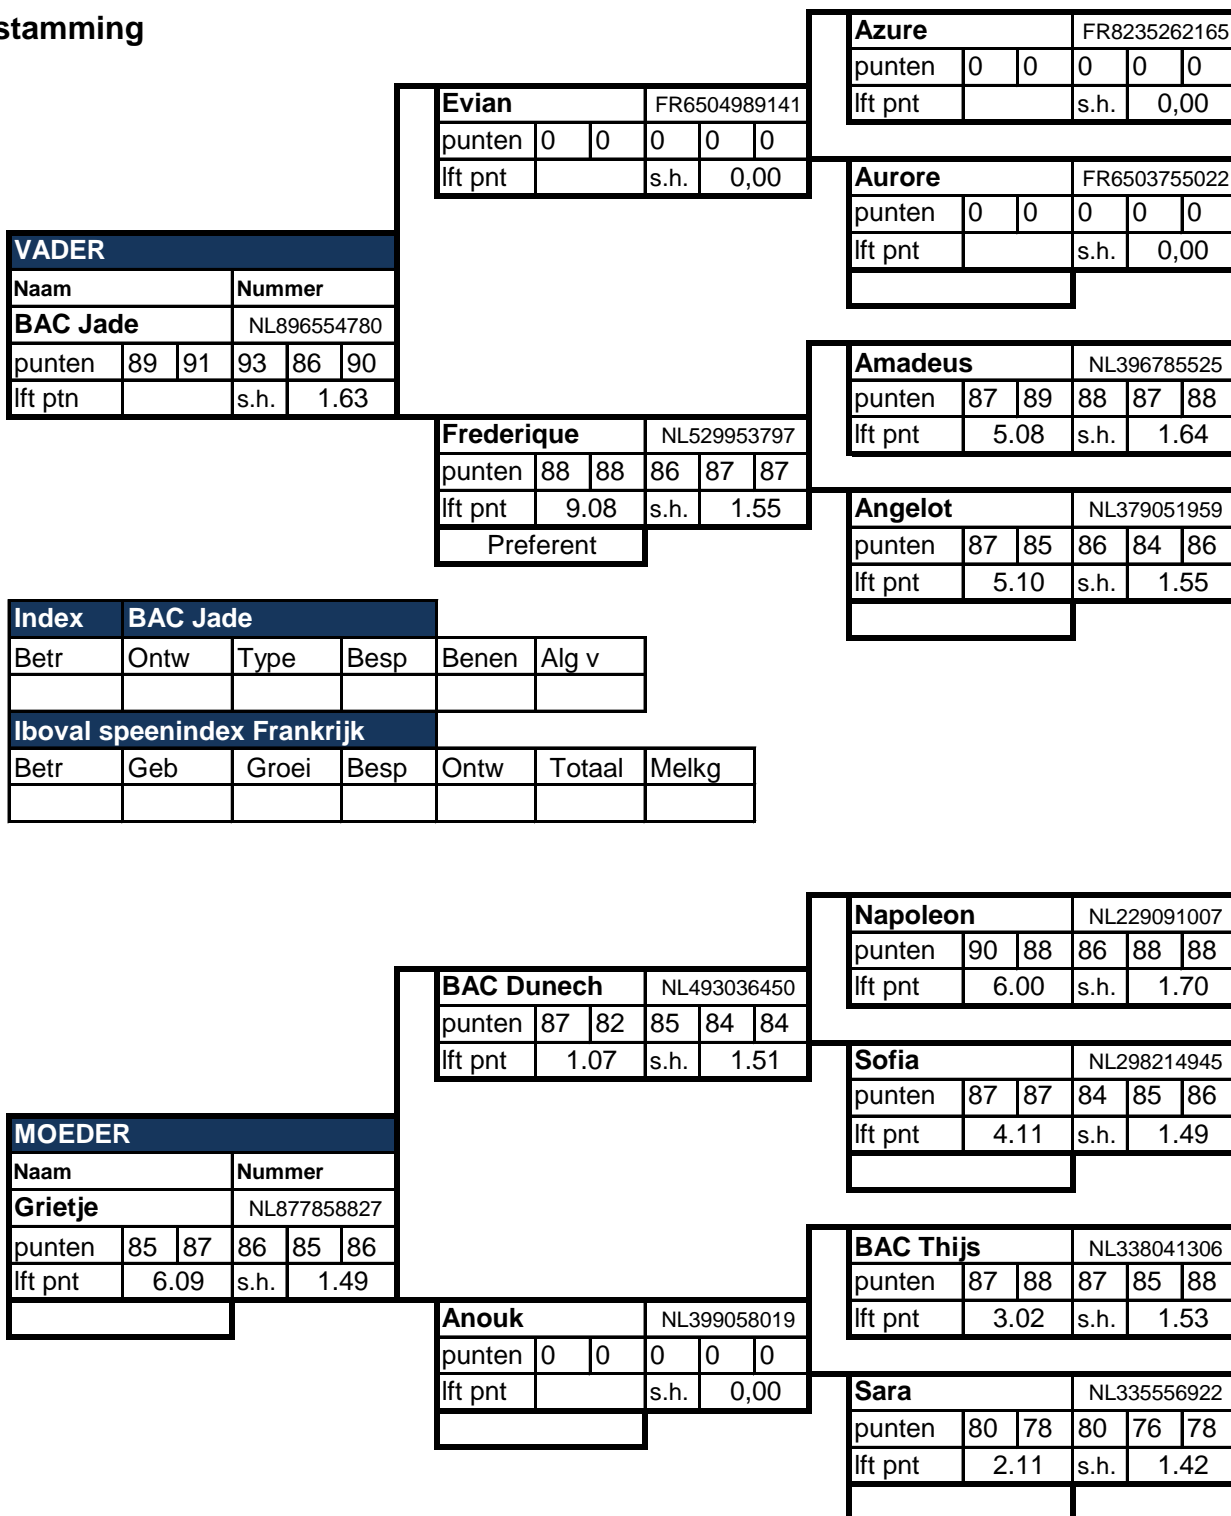 stamming
Azure FR8235262165
punten 0 0 0 0 0
lft pnt s.h. 0,00
Evian FR6504989141
punten 0 0 0 0 0
lft pnt s.h. 0,00
Aurore FR6503755022
punten 0 0 0 0 0
lft pnt s.h. 0,00
VADER
Naam Nummer
BAC Jade NL896554780
punten 89 91 93 86 90
lft ptn s.h. 1.63
Amadeus NL396785525
punten 87 89 88 87 88
lft pnt 5.08 s.h. 1.64
Frederique NL529953797
punten 88 88 86 87 87
lft pnt 9.08 s.h. 1.55
Preferent
Angelot NL379051959
punten 87 85 86 84 86
lft pnt 5.10 s.h. 1.55
Index BAC Jade
Betr Ontw Type Besp Benen Alg v
Iboval speenindex Frankrijk
Betr Geb Groei Besp Ontw Totaal Melkg
Napoleon NL229091007
punten 90 88 86 88 88
lft pnt 6.00 s.h. 1.70
BAC Dunech NL493036450
punten 87 82 85 84 84
lft pnt 1.07 s.h. 1.51
Sofia NL298214945
punten 87 87 84 85 86
lft pnt 4.11 s.h. 1.49
MOEDER
Naam Nummer
Grietje NL877858827
punten 85 87 86 85 86
lft pnt 6.09 s.h. 1.49
BAC Thijs NL338041306
punten 87 88 87 85 88
lft pnt 3.02 s.h. 1.53
Anouk NL399058019
punten 0 0 0 0 0
lft pnt s.h. 0,00
Sara NL335556922
punten 80 78 80 76 78
lft pnt 2.11 s.h. 1.42